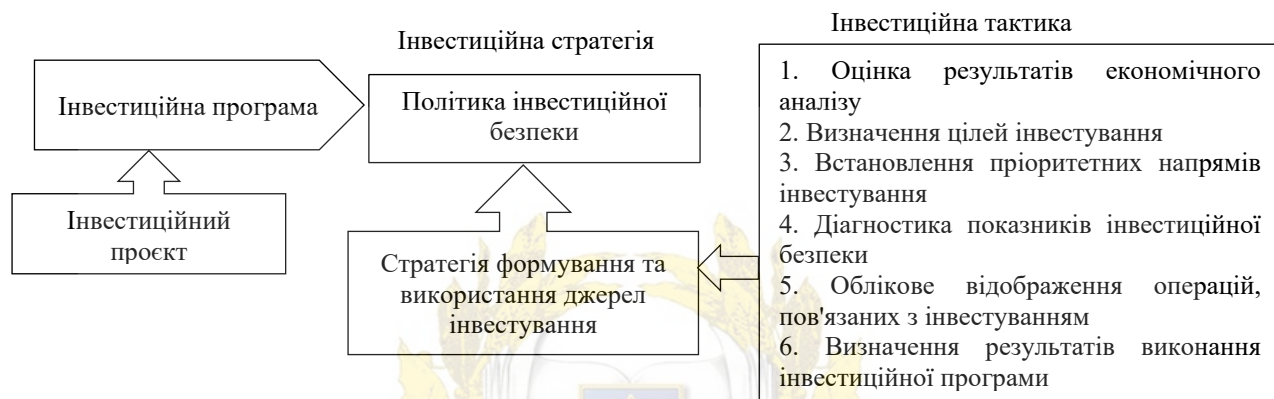 Інвестиційна стратегія
Інвестиційна тактика
Інвестиційна програма
Інвестиційний
проєкт
Політика інвестиційної
безпеки
Стратегія формування та
використання джерел
інвестування
1. Оцінка результатів економічного
аналізу
2. Визначення цілей інвестування
3. Встановлення пріоритетних напрямів
інвестування
4. Діагностика показників інвестиційної
безпеки
5. Облікове відображення операцій,
пов'язаних з інвестуванням
6. Визначення результатів виконання
інвестиційної програми